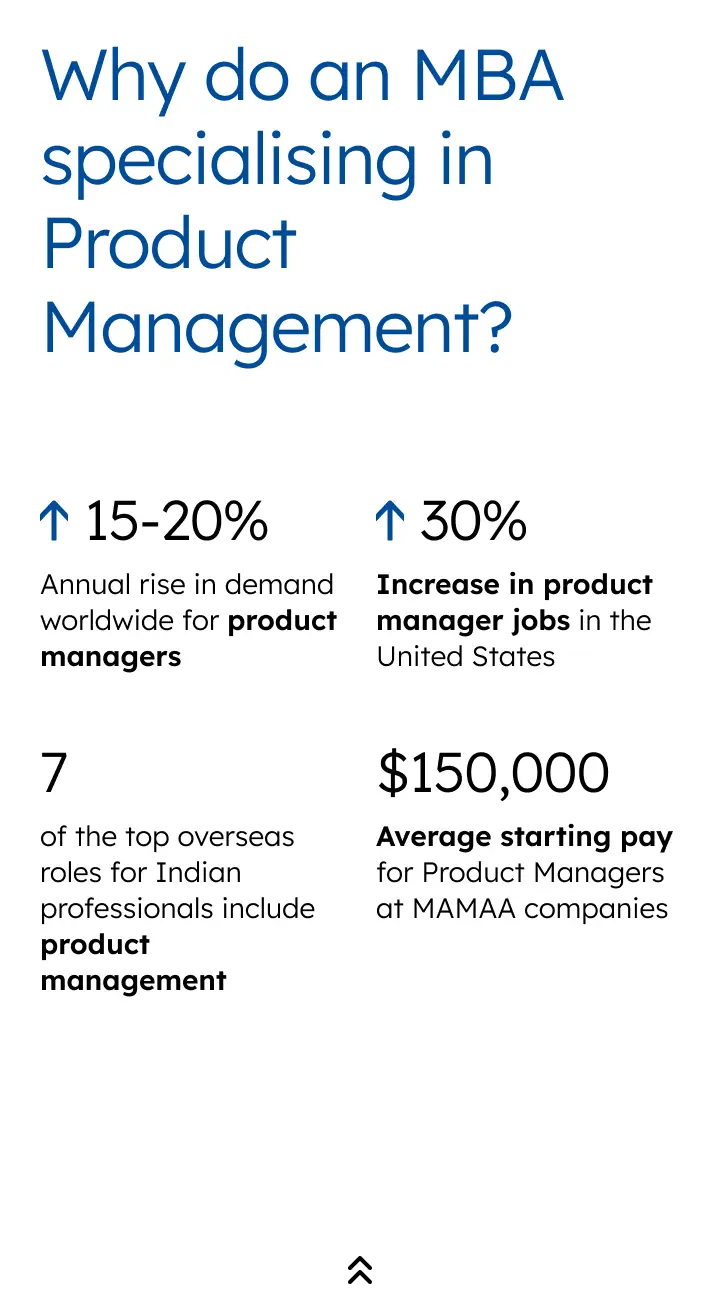 Why do an MBA
specialising in
Product
Management?
↑ 15-20%
Annual rise in demand
worldwide for product
managers
↑ 30%
Increase in product
manager jobs in the
United States
7
of the top overseas
roles for Indian
professionals include
product
management
$150,000
Average starting pay
for Product Managers
at MAMAA companies